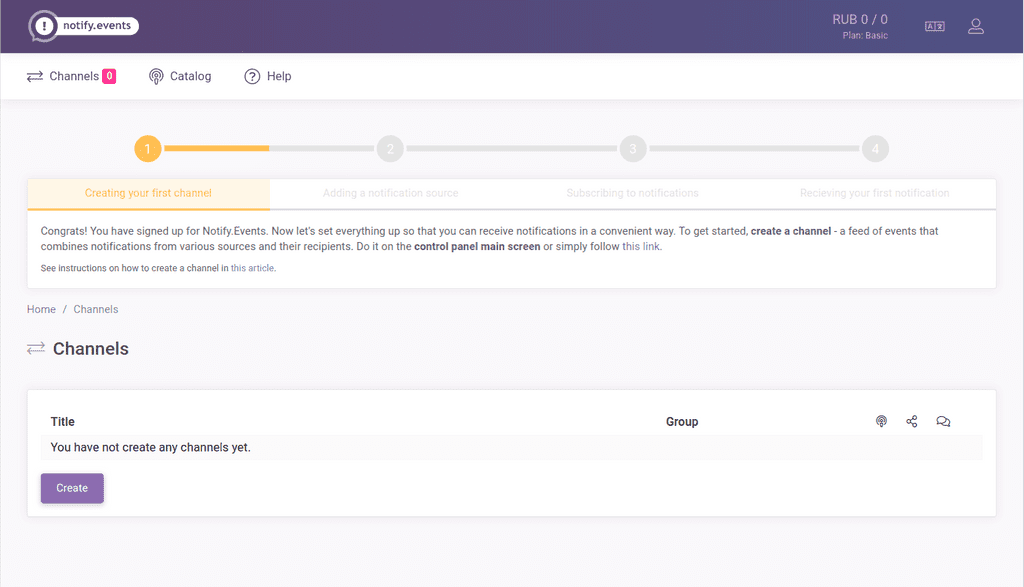 ! notify.events
RUB 0 / 0
Plan: Basic
Channels 0 Catalog ? Help
1 2 3 4
Creating your first channel Adding a notification source Subscribing to notifications Recieving your first notification
Congrats! You have signed up for Notify.Events. Now let's set everything up so that you can receive notifications in a convenient way. To get started, create a channel - a feed of events that
combines notifications from various sources and their recipients. Do it on the control panel main screen or simply follow this link.
See instructions on how to create a channel in this article.
Home / Channels
Channels
Title Group
You have not create any channels yet.
Create